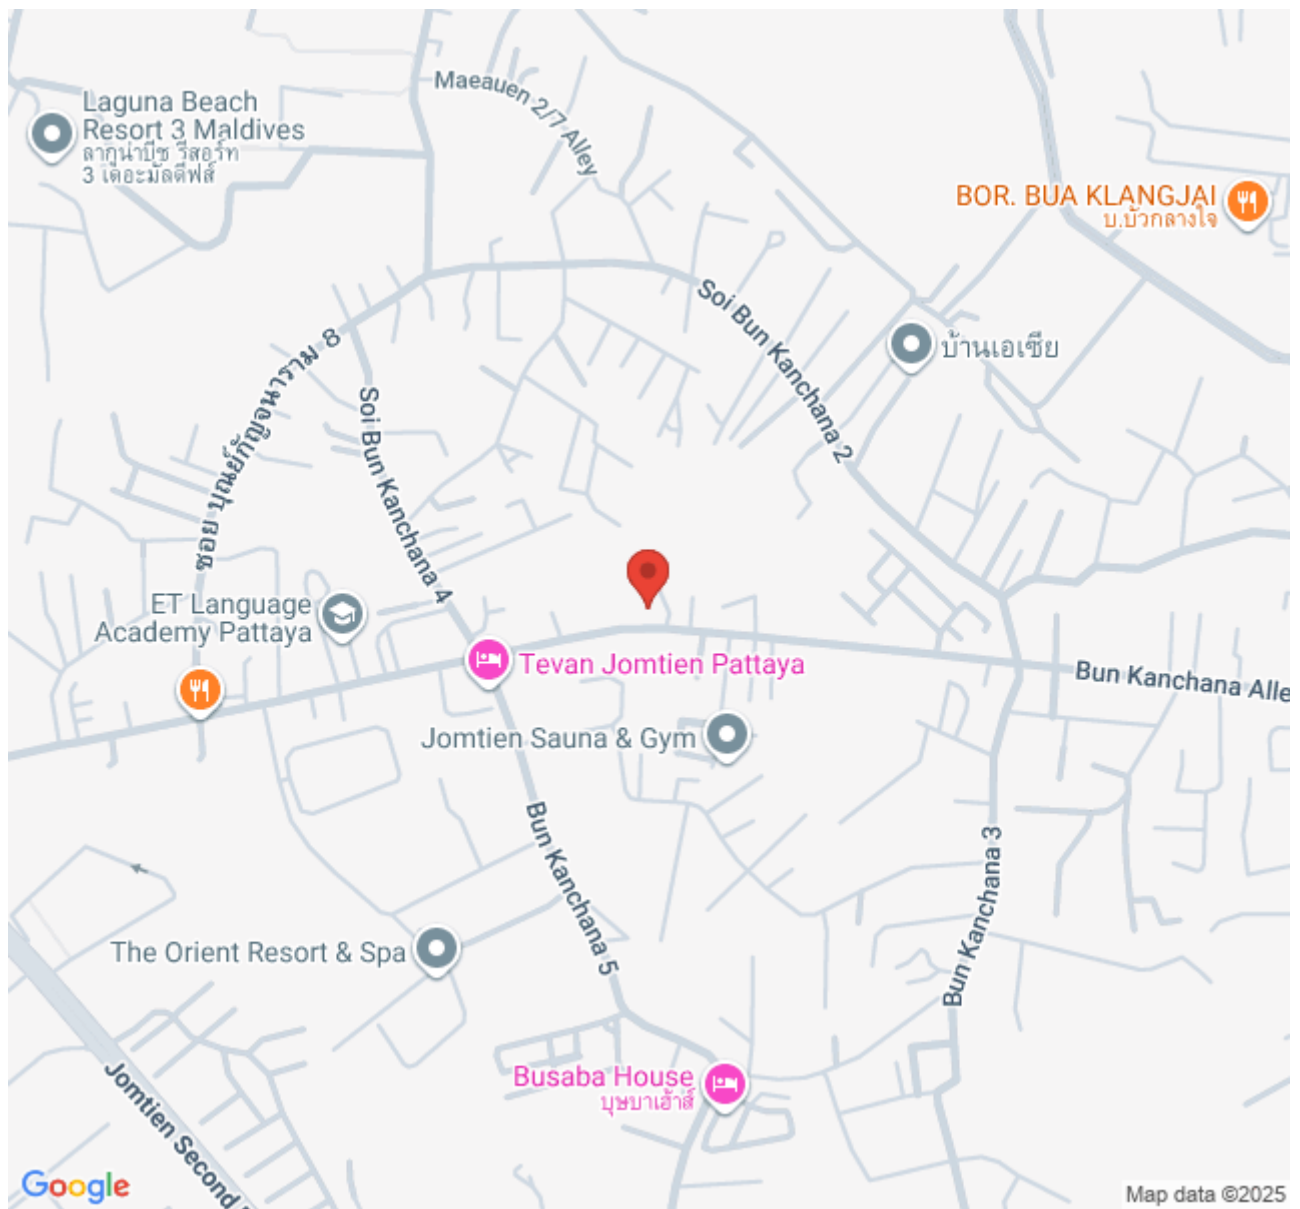 Maeauen 2/7 Alley
Laguna Beach
Resort 3 Maldives
ลากูน่าบีช รีสอร์ท
3 เดอะมัลดีฟส์
BOR. BUA KLANGJAI
บ.บัวกลางใจ
Soi Bun Kanchana 2
บ้านเอเซีย
ซอย บุณย์กัญจนาราม 8
Soi Bun Kanchana 4
ET Language
Academy Pattaya
Tevan Jomtien Pattaya
Bun Kanchana Alle
Jomtien Sauna & Gym
Bun Kanchana 5
Bun Kanchana 3
The Orient Resort & Spa
Busaba House
บุษบาเฮ้าส์
Jomtien Second
Google
Map data ©2025